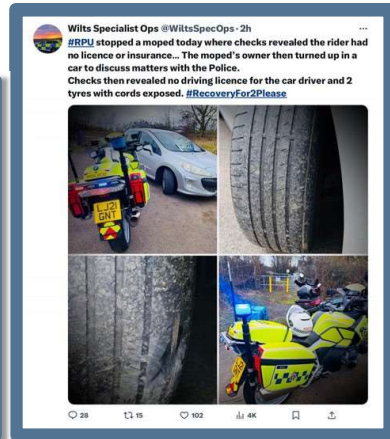 Wilts Specialist Ops @WiltsSpecOps · 2h
#RPU stopped a moped today where checks revealed the rider had
no licence or insurance... The moped's owner then turned up in a
car to discuss matters with the Police.
Checks then revealed no driving licence for the car driver and 2
tyres with cords exposed. #RecoveryFor2Please
LJ21
GNT
28 15 102 4K